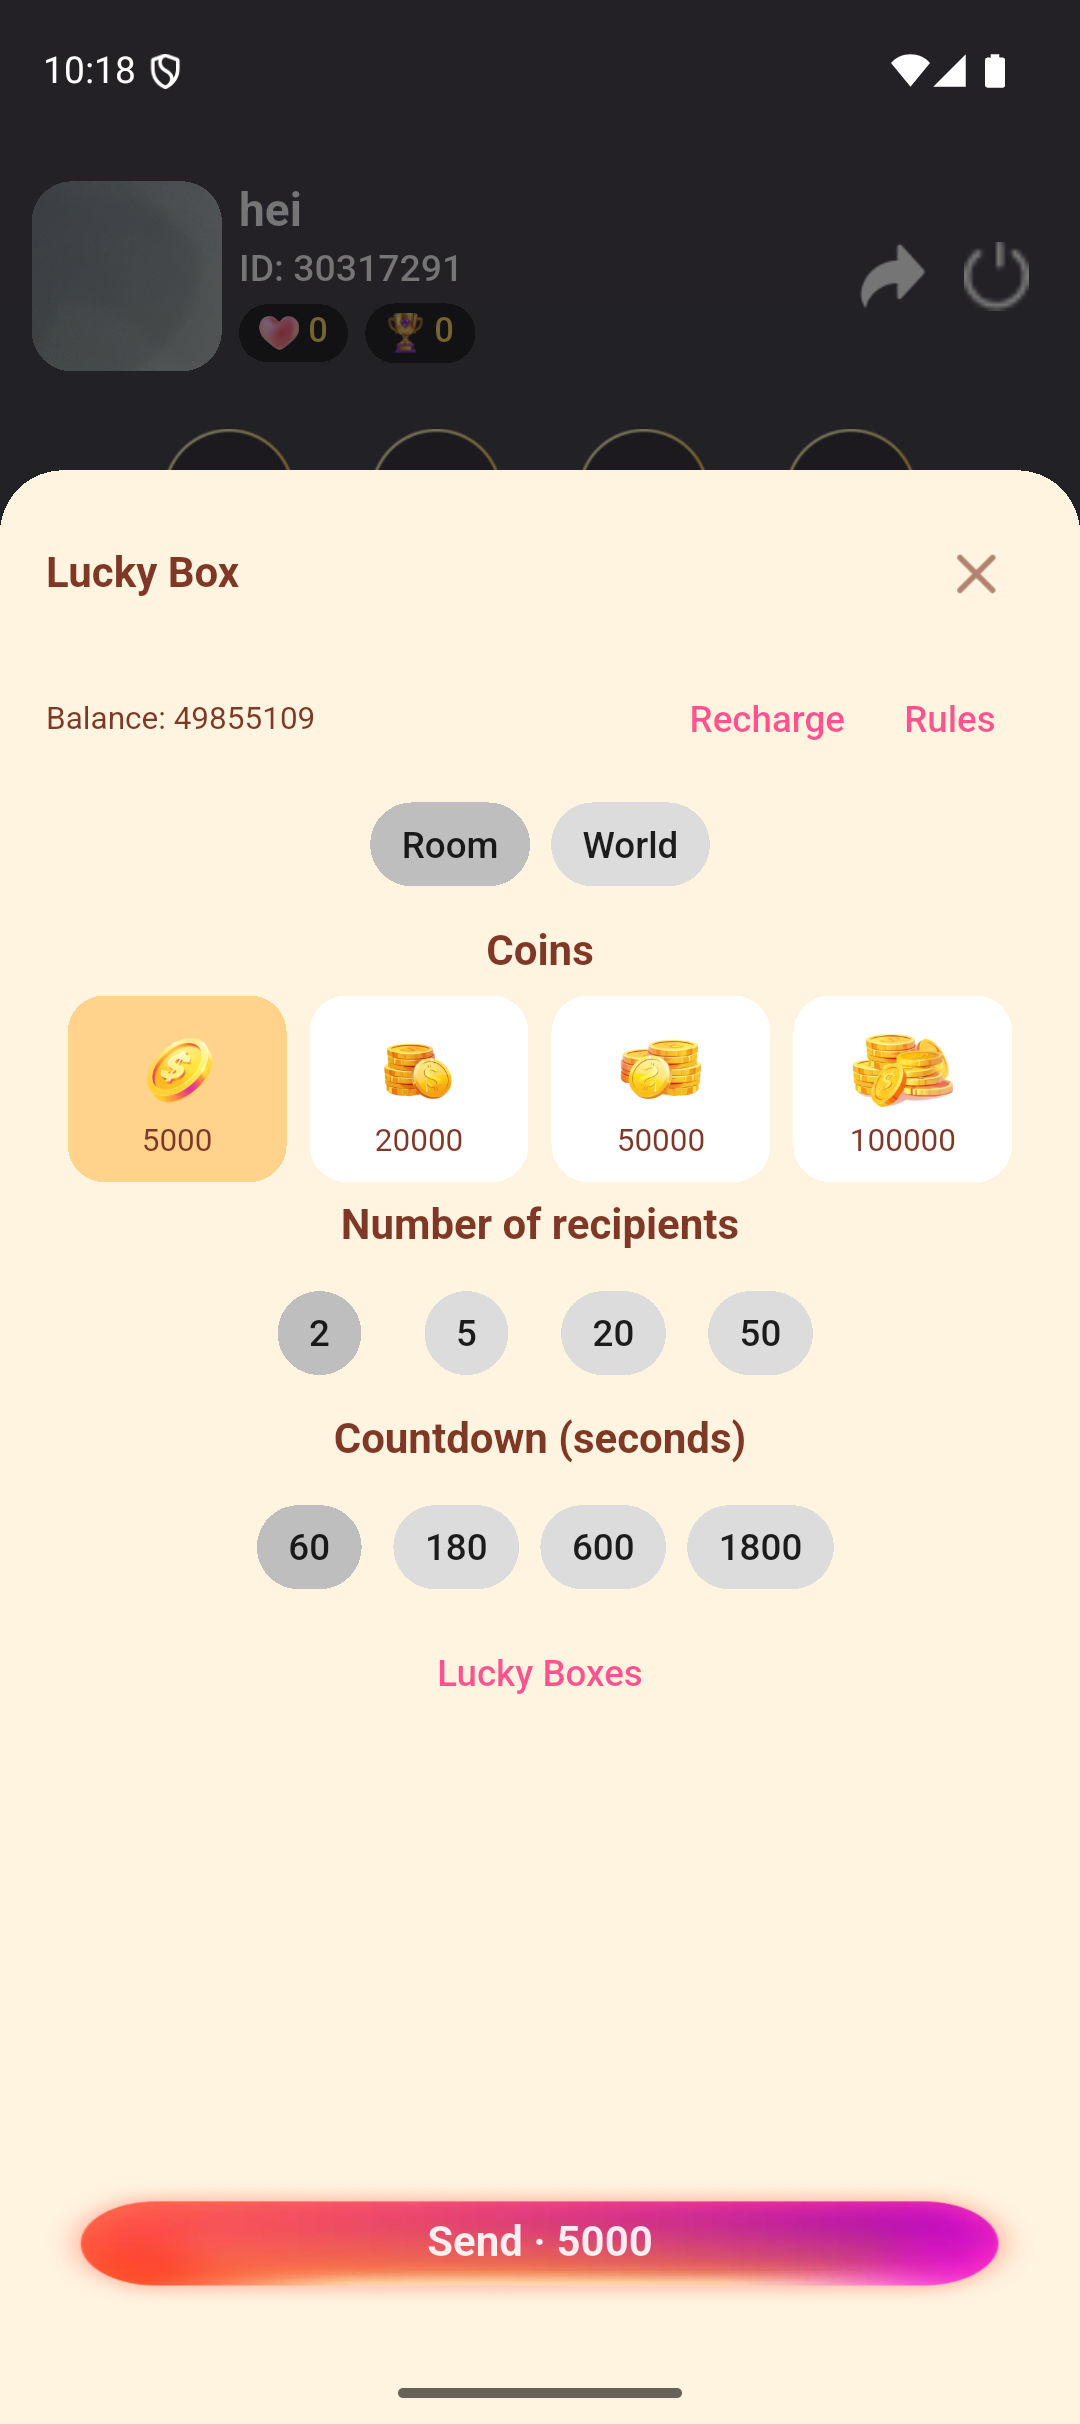 10:18
hei
ID: 30317291
0 0
Lucky Box
Balance: 49855109 Recharge Rules
Room World
Coins
5000 20000 50000 100000
Number of recipients
2 5 20 50
Countdown (seconds)
60 180 600 1800
Lucky Boxes
Send · 5000